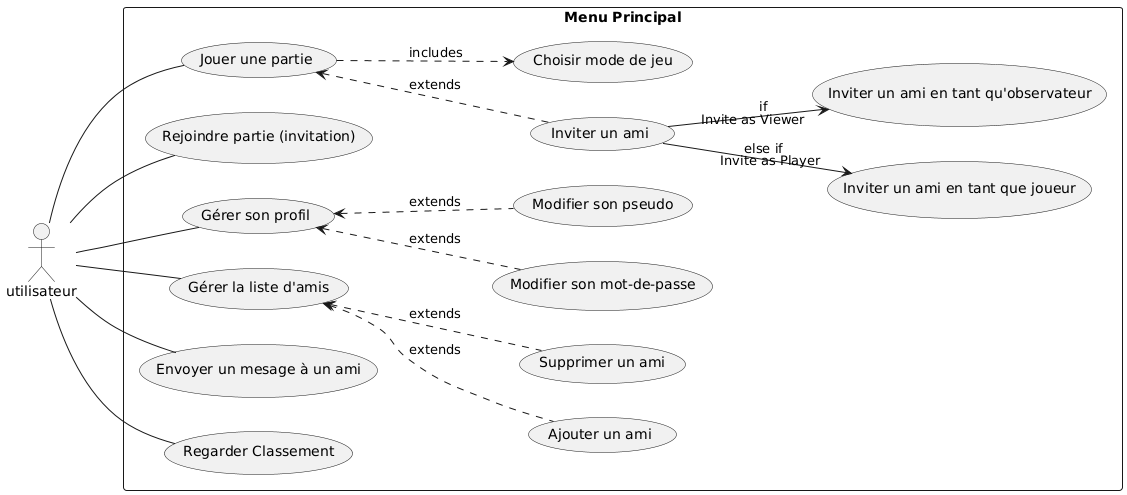 Menu Principal
Jouer une partie
includes
Choisir mode de jeu
extends
Inviter un ami en tant qu'observateur
if
Invite as Viewer
Inviter un ami
Rejoindre partie (invitation)
else if
Invite as Player
Inviter un ami en tant que joueur
Gérer son profil
extends
Modifier son pseudo
extends
utilisateur
Gérer la liste d'amis
Modifier son mot-de-passe
extends
extends
Supprimer un ami
Envoyer un mesage à un ami
Ajouter un ami
Regarder Classement